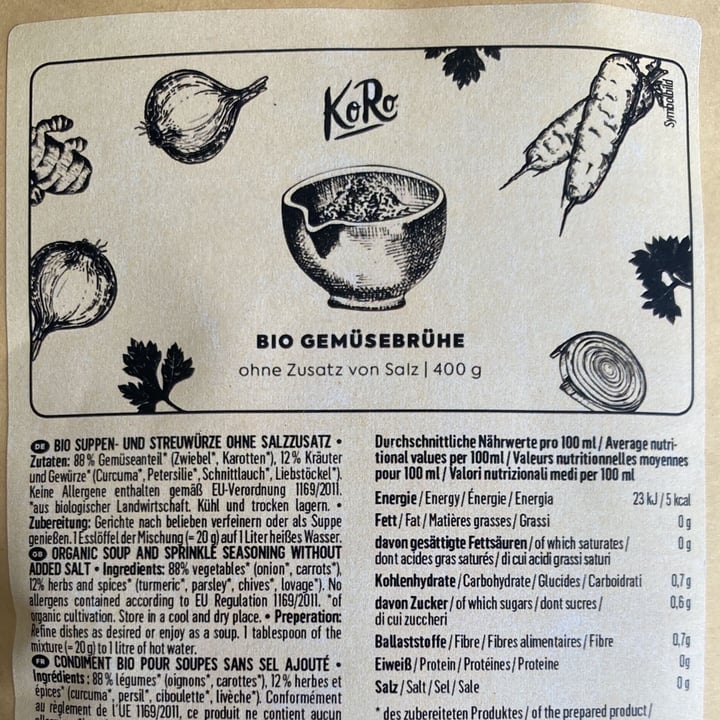 KoRo
Symbolbild
BIO GEMÜSEBRÜHE
ohne Zusatz von Salz | 400 g
DE BIO SUPPEN- UND STREUWÜRZE OHNE SALZZUSATZ •
Zutaten: 88% Gemüseanteil* (Zwiebel*, Karotten*), 12% Kräuter
und Gewürze* (Curcuma*, Petersilie*, Schnittlauch*, Liebstöckel*).
Keine Allergene enthalten gemäß EU-Verordnung 1169/2011.
*aus biologischer Landwirtschaft. Kühl und trocken lagern. •
Zubereitung: Gerichte nach belieben verfeinern oder als Suppe
genießen. 1 Esslöffel der Mischung (= 20 g) auf 1 Liter heißes Wasser.
GB ORGANIC SOUP AND SPRINKLE SEASONING WITHOUT
ADDED SALT • Ingredients: 88% vegetables* (onion*, carrots*),
12% herbs and spices* (turmeric*, parsley*, chives*, lovage*). No
allergens contained according to EU Regulation 1169/2011. *of
organic cultivation. Store in a cool and dry place. • Preparation:
Refine dishes as desired or enjoy as a soup. 1 tablespoon of the
mixture (= 20 g) to 1 litre of hot water.
FR CONDIMENT BIO POUR SOUPES SANS SEL AJOUTÉ •
Ingrédients: 88% légumes* (oignons*, carottes*), 12% herbes et
épices* (curcuma*, persil*, ciboulette*, livèche*). Conformément
au règlement de l'UE 1169/2011, ce produit ne contient aucun
Durchschnittliche Nährwerte pro 100 ml / Average nutri-
tional values per 100ml / Valeurs nutritionnelles moyennes
pour 100 ml / Valori nutrizionali medi per 100 ml
Energie / Energy / Énergie / Energia 23 kJ / 5 kcal
Fett / Fat / Matières grasses / Grassi 0 g
davon gesättigte Fettsäuren / of which saturates / 0 g
dont acides gras saturés / di cui acidi grassi saturi
Kohlenhydrate / Carbohydrate / Glucides / Carboidrati 0,7 g
davon Zucker / of which sugars / dont sucres / 0,6 g
di cui zuccheri
Ballaststoffe / Fibre / Fibres alimentaires / Fibre 0,7g
Eiweiß / Protein / Protéines / Proteine 0g
Salz / Salt / Sel / Sale 0 g
* des zubereiteten Produktes / of the prepared product /